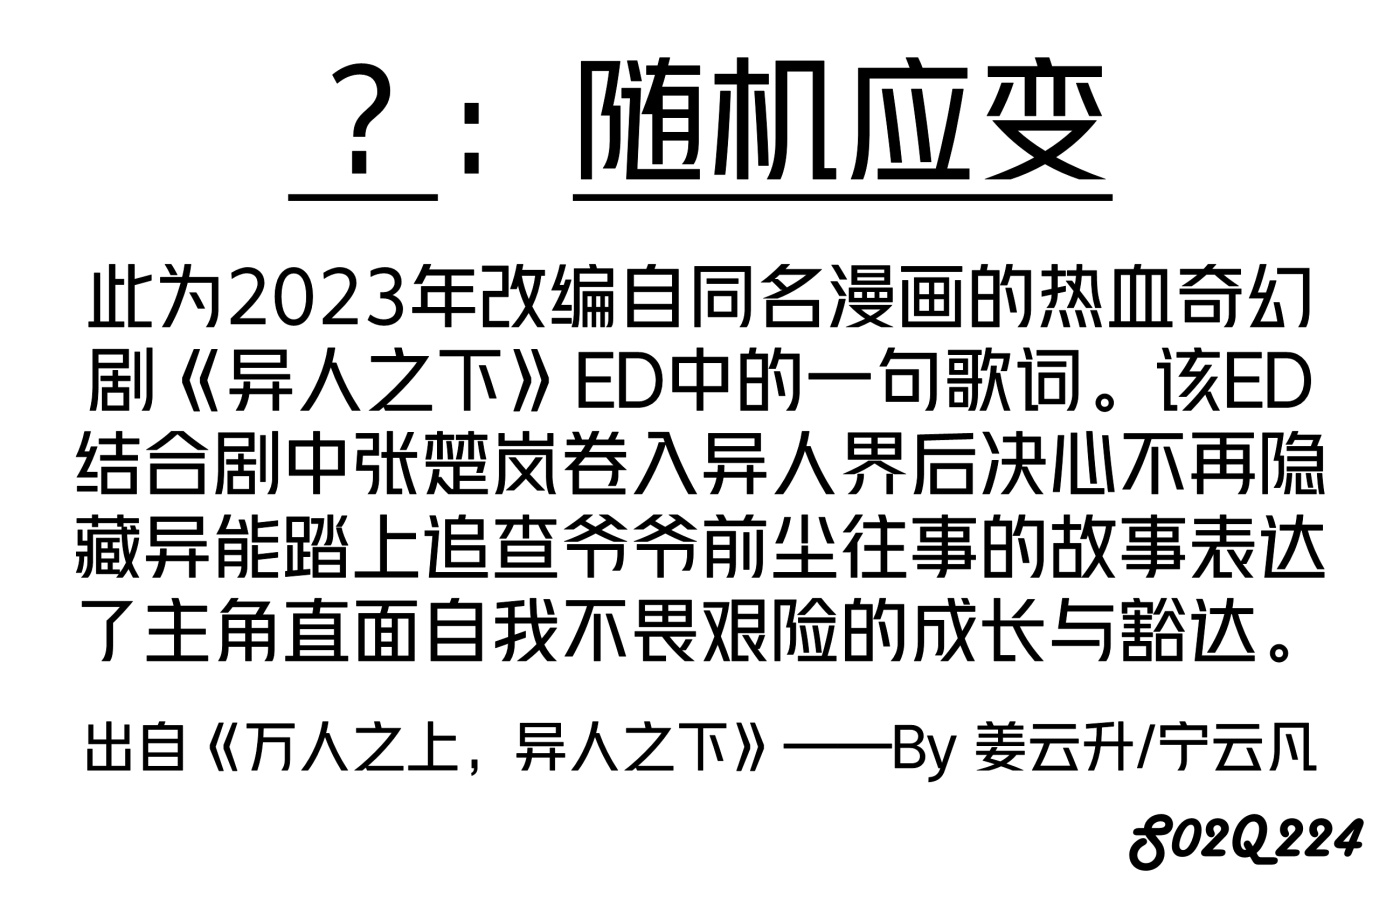 ？：随机应变
此为2023年改编自同名漫画的热血奇幻
剧《异人之下》ED中的一句歌词。该ED
结合剧中张楚岚卷入异人界后决心不再隐
藏异能踏上追查爷爷前尘往事的故事表达
了主角直面自我不畏艰险的成长与豁达。
出自《万人之上，异人之下》——By 姜云升/宁云凡
S02Q224